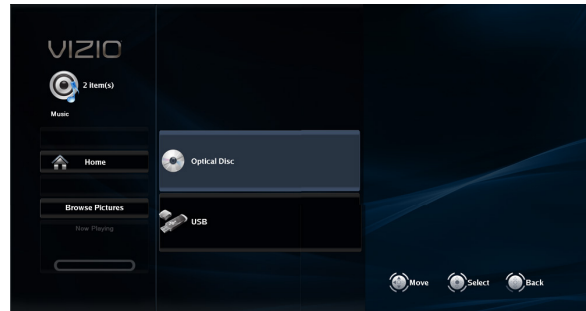 VIZIO
2 Item(s)
Music
Home
Browse Pictures
Now Playing
Optical Disc
USB
Move
Select
Back